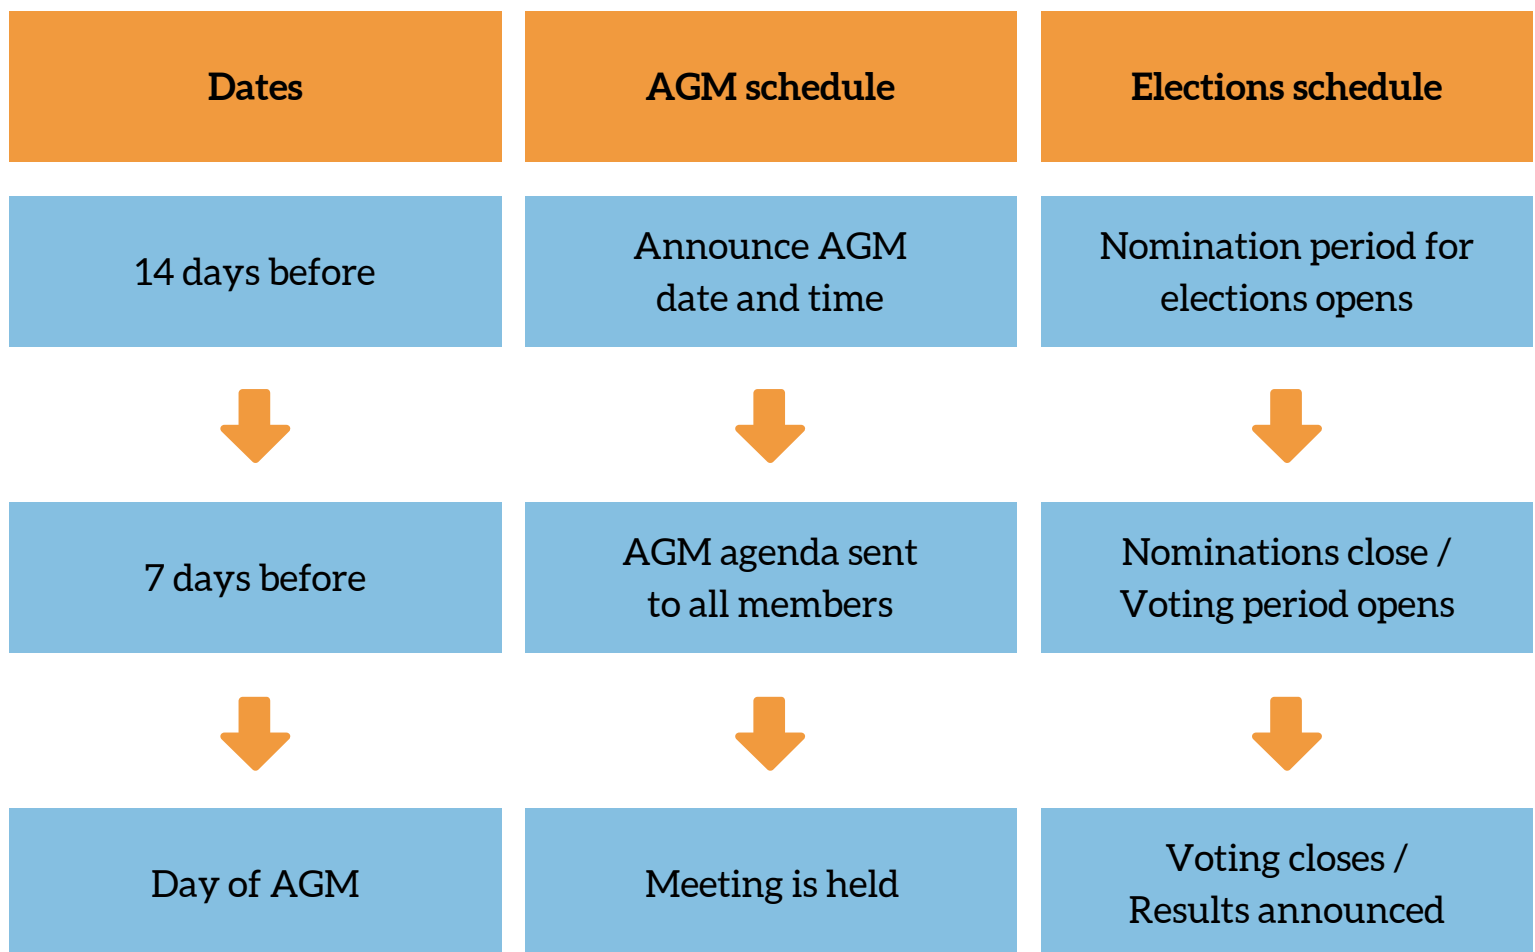 Dates
AGM schedule
Elections schedule
14 days before
Announce AGM
date and time
Nomination period for
elections opens
7 days before
AGM agenda sent
to all members
Nominations close /
Voting period opens
Day of AGM
Meeting is held
Voting closes /
Results announced